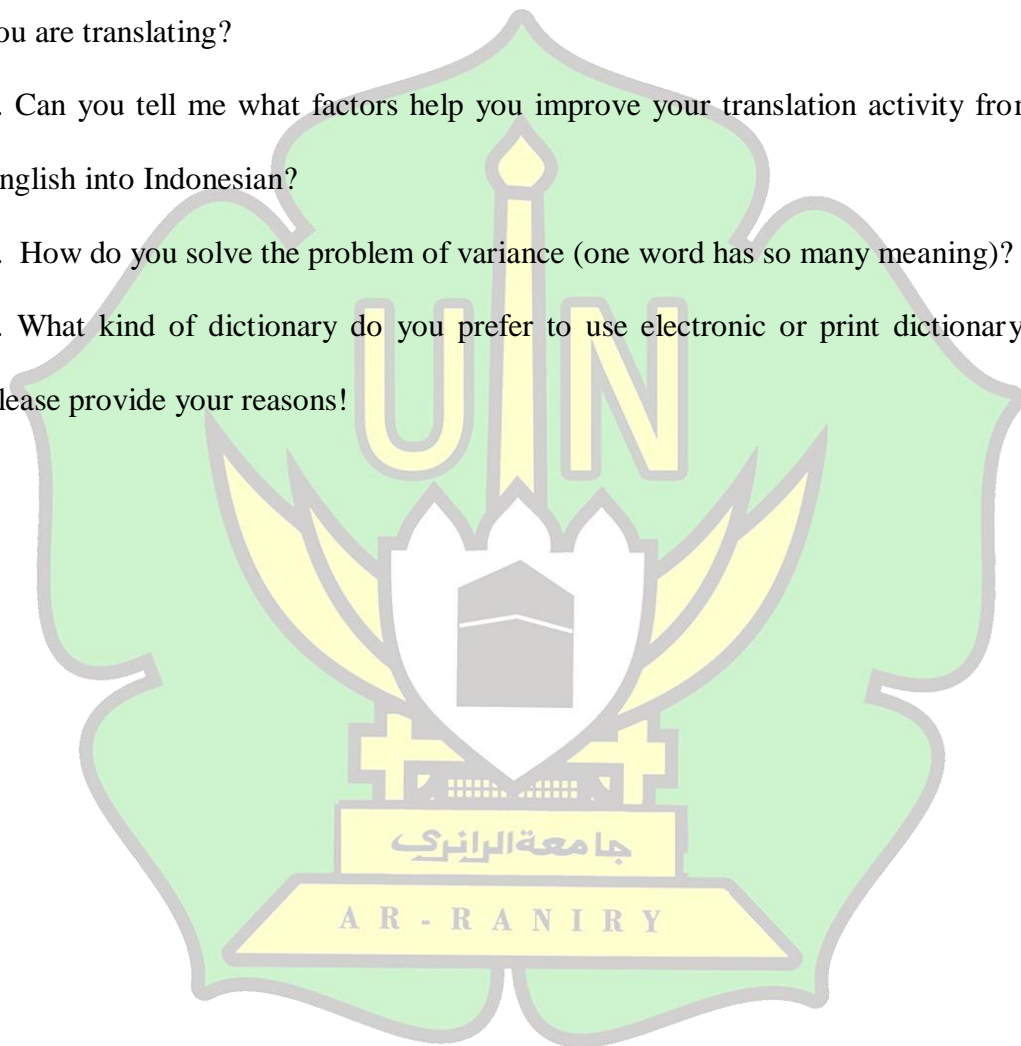 ou are translating?
. Can you tell me what factors help you improve your translation activity from
nglish into Indonesian?
. How do you solve the problem of variance (one word has so many meaning)?
. What kind of dictionary do you prefer to use electronic or print dictionary
lease provide your reasons!
UIN
جامعة الرانري
AR-RANIRY